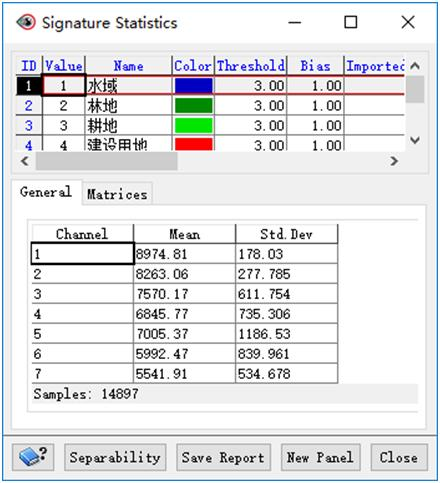 Signature Statistics
ID Value Name Color Threshold Bias Imported
1 1 水域 3.00 1.00
2 2 林地 3.00 1.00
3 3 耕地 3.00 1.00
4 4 建设用地 3.00 1.00
General Matrices
Channel Mean Std.Dev
1 8974.81 178.03
2 8263.06 277.785
3 7570.17 611.754
4 6845.77 735.306
5 7005.37 1186.53
6 5992.47 839.961
7 5541.91 534.678
Samples: 14897
? Separability Save Report New Panel Close